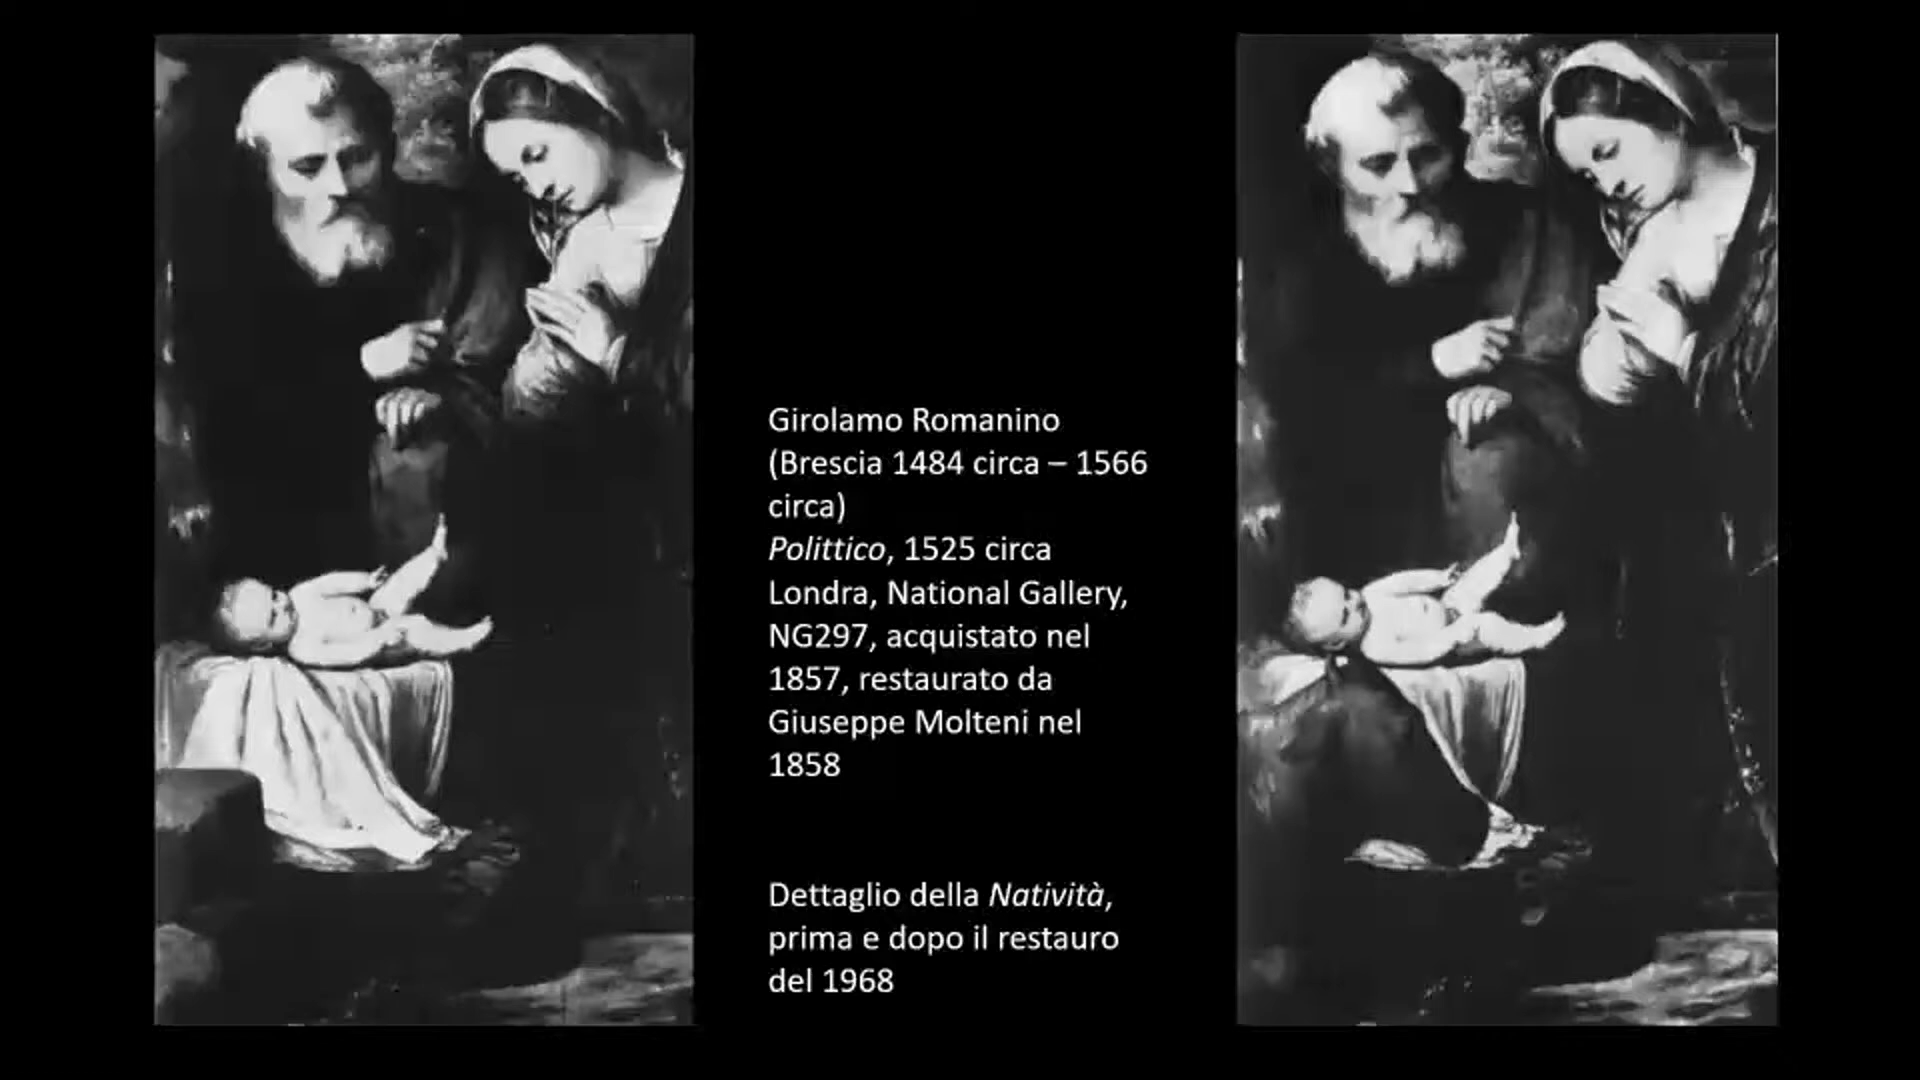 Girolamo Romanino
(Brescia 1484 circa – 1566
circa)
Polittico, 1525 circa
Londra, National Gallery,
NG297, acquistato nel
1857, restaurato da
Giuseppe Molteni nel
1858
Dettaglio della Natività,
prima e dopo il restauro
del 1968